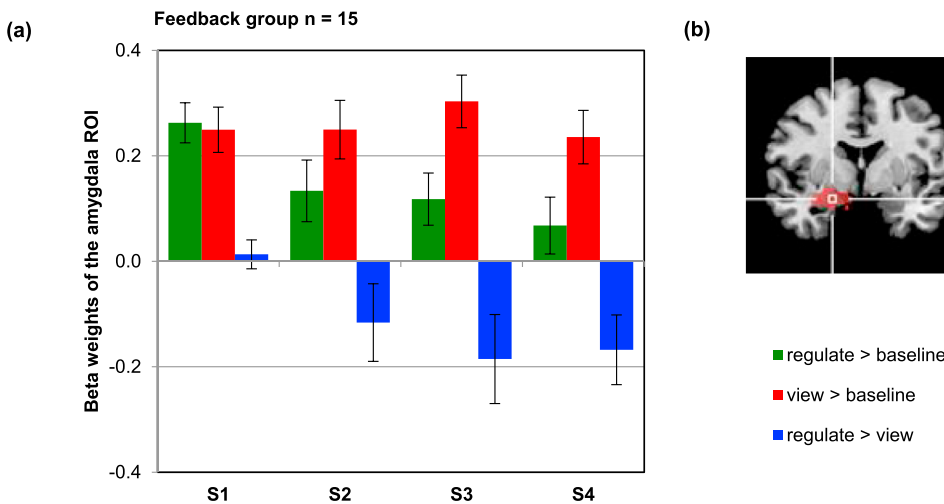 (a)
Feedback group n = 15
Beta weights of the amygdala ROI
0.4
0.2
0.0
-0.2
-0.4
S1 S2 S3 S4
(b)
regulate > baseline
view > baseline
regulate > view